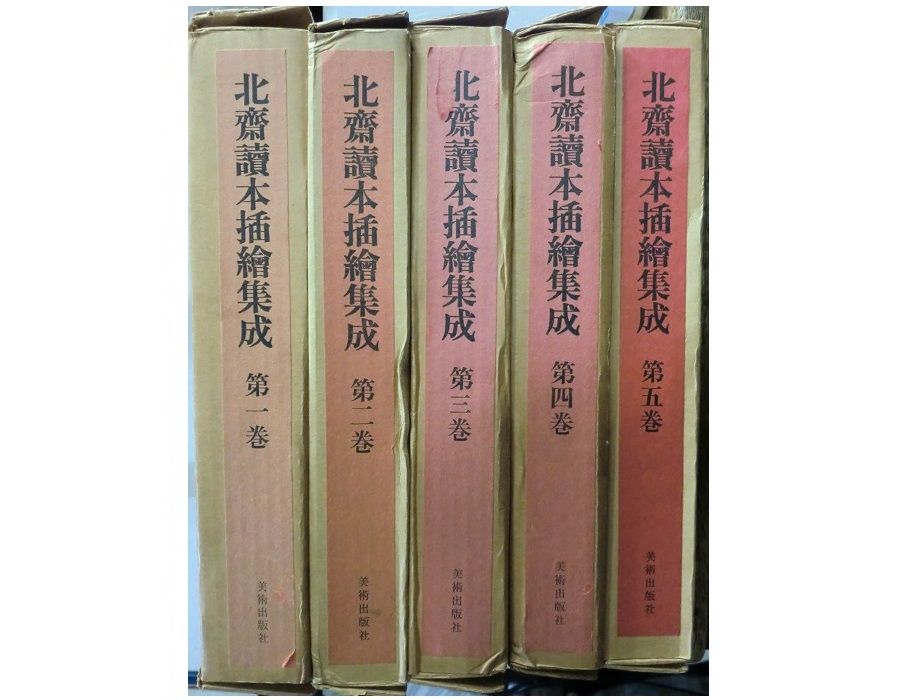 北齋讀本插繪集成
第一巻
美術出版社
北齋讀本插繪集成
第二巻
美術出版社
北齋讀本插繪集成
第三巻
美術出版社
北齋讀本插繪集成
第四巻
美術出版社
北齋讀本插繪集成
第五巻
美術出版社